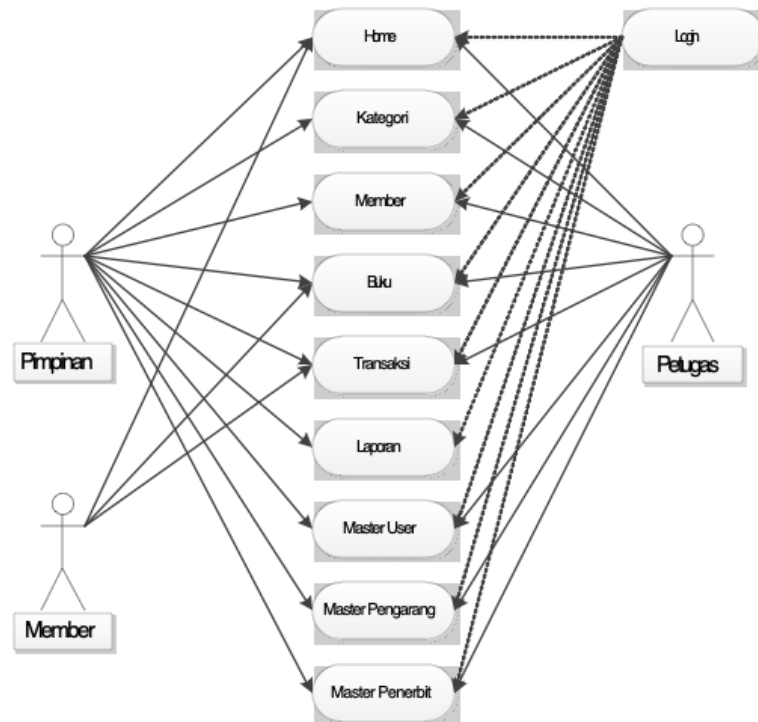 Home
Login
Kategori
Member
Buku
Pimpinan
Transaksi
Petugas
Laporan
Master User
Master Pengarang
Member
Master Penerbit